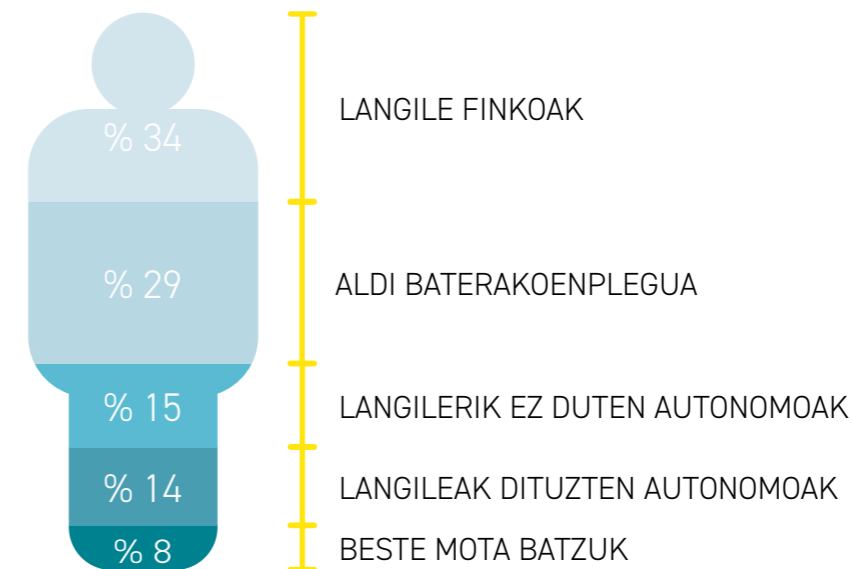 % 34
LANGILE FINKOAK
% 29
ALDI BATERAKOENPLEGUA
% 15
LANGILERIK EZ DUTEN AUTONOMOAK
% 14
LANGILEAK DITUZTEN AUTONOMOAK
% 8
BESTE MOTA BATZUK